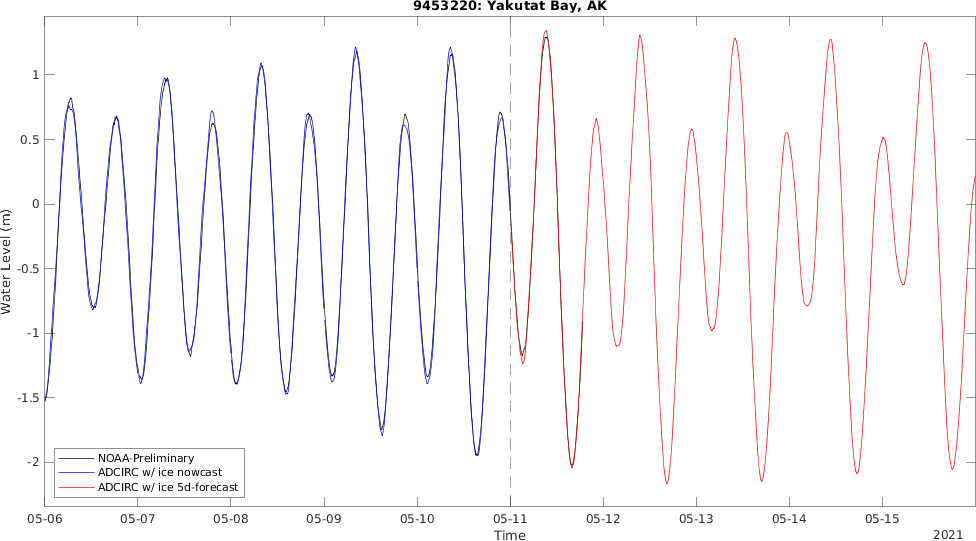 9453220: Yakutat Bay, AK
Water Level (m)
1
0.5
0
-0.5
-1
-1.5
-2
NOAA-Preliminary
ADCIRC w/ ice nowcast
ADCIRC w/ ice 5d-forecast
05-06 05-07 05-08 05-09 05-10 05-11 05-12 05-13 05-14 05-15
Time
2021